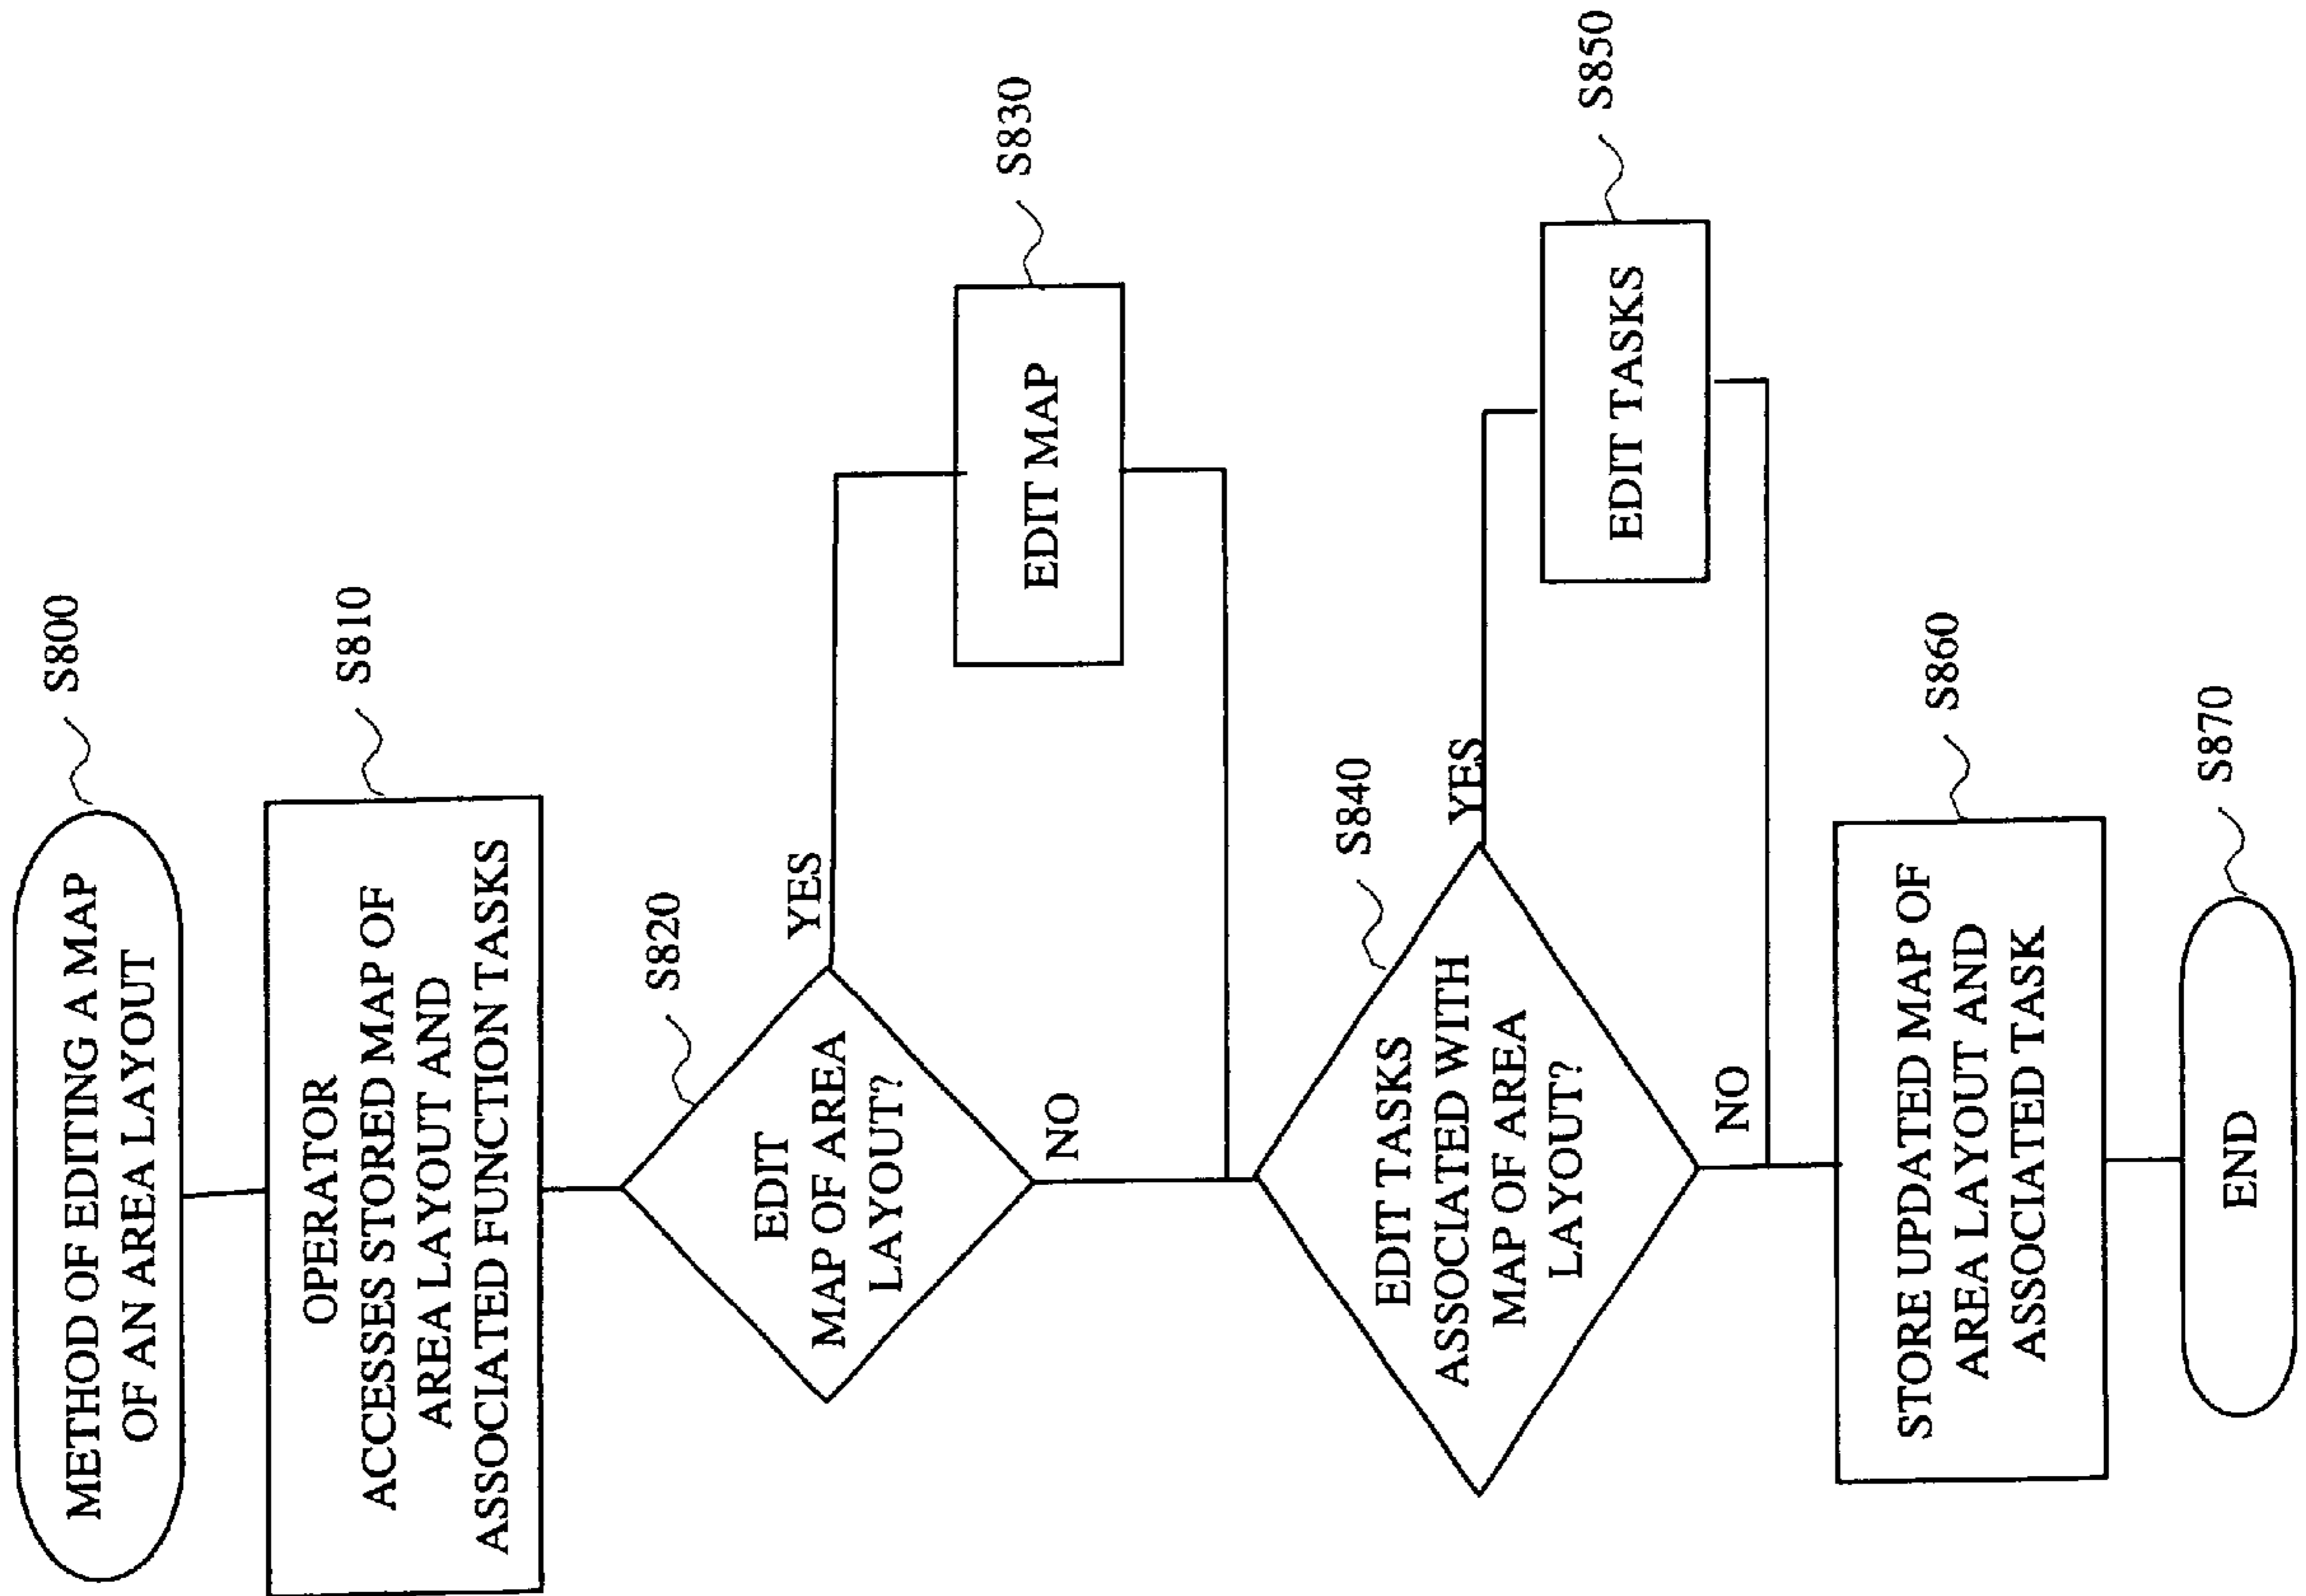 METHOD OF EDITING A MAP
OF AN AREA LAYOUT
S800
OPERATOR
ACCESSES STORED MAP OF
AREA LAYOUT AND
ASSOCIATED FUNCTION TASKS
S810
EDIT
MAP OF AREA
LAYOUT?
S820
YES
NO
EDIT MAP
S830
EDIT TASKS
ASSOCIATED WITH
MAP OF AREA
LAYOUT?
S840
YES
NO
EDIT TASKS
S850
STORE UPDATED MAP OF
AREA LAYOUT AND
ASSOCIATED TASK
S860
END
S870